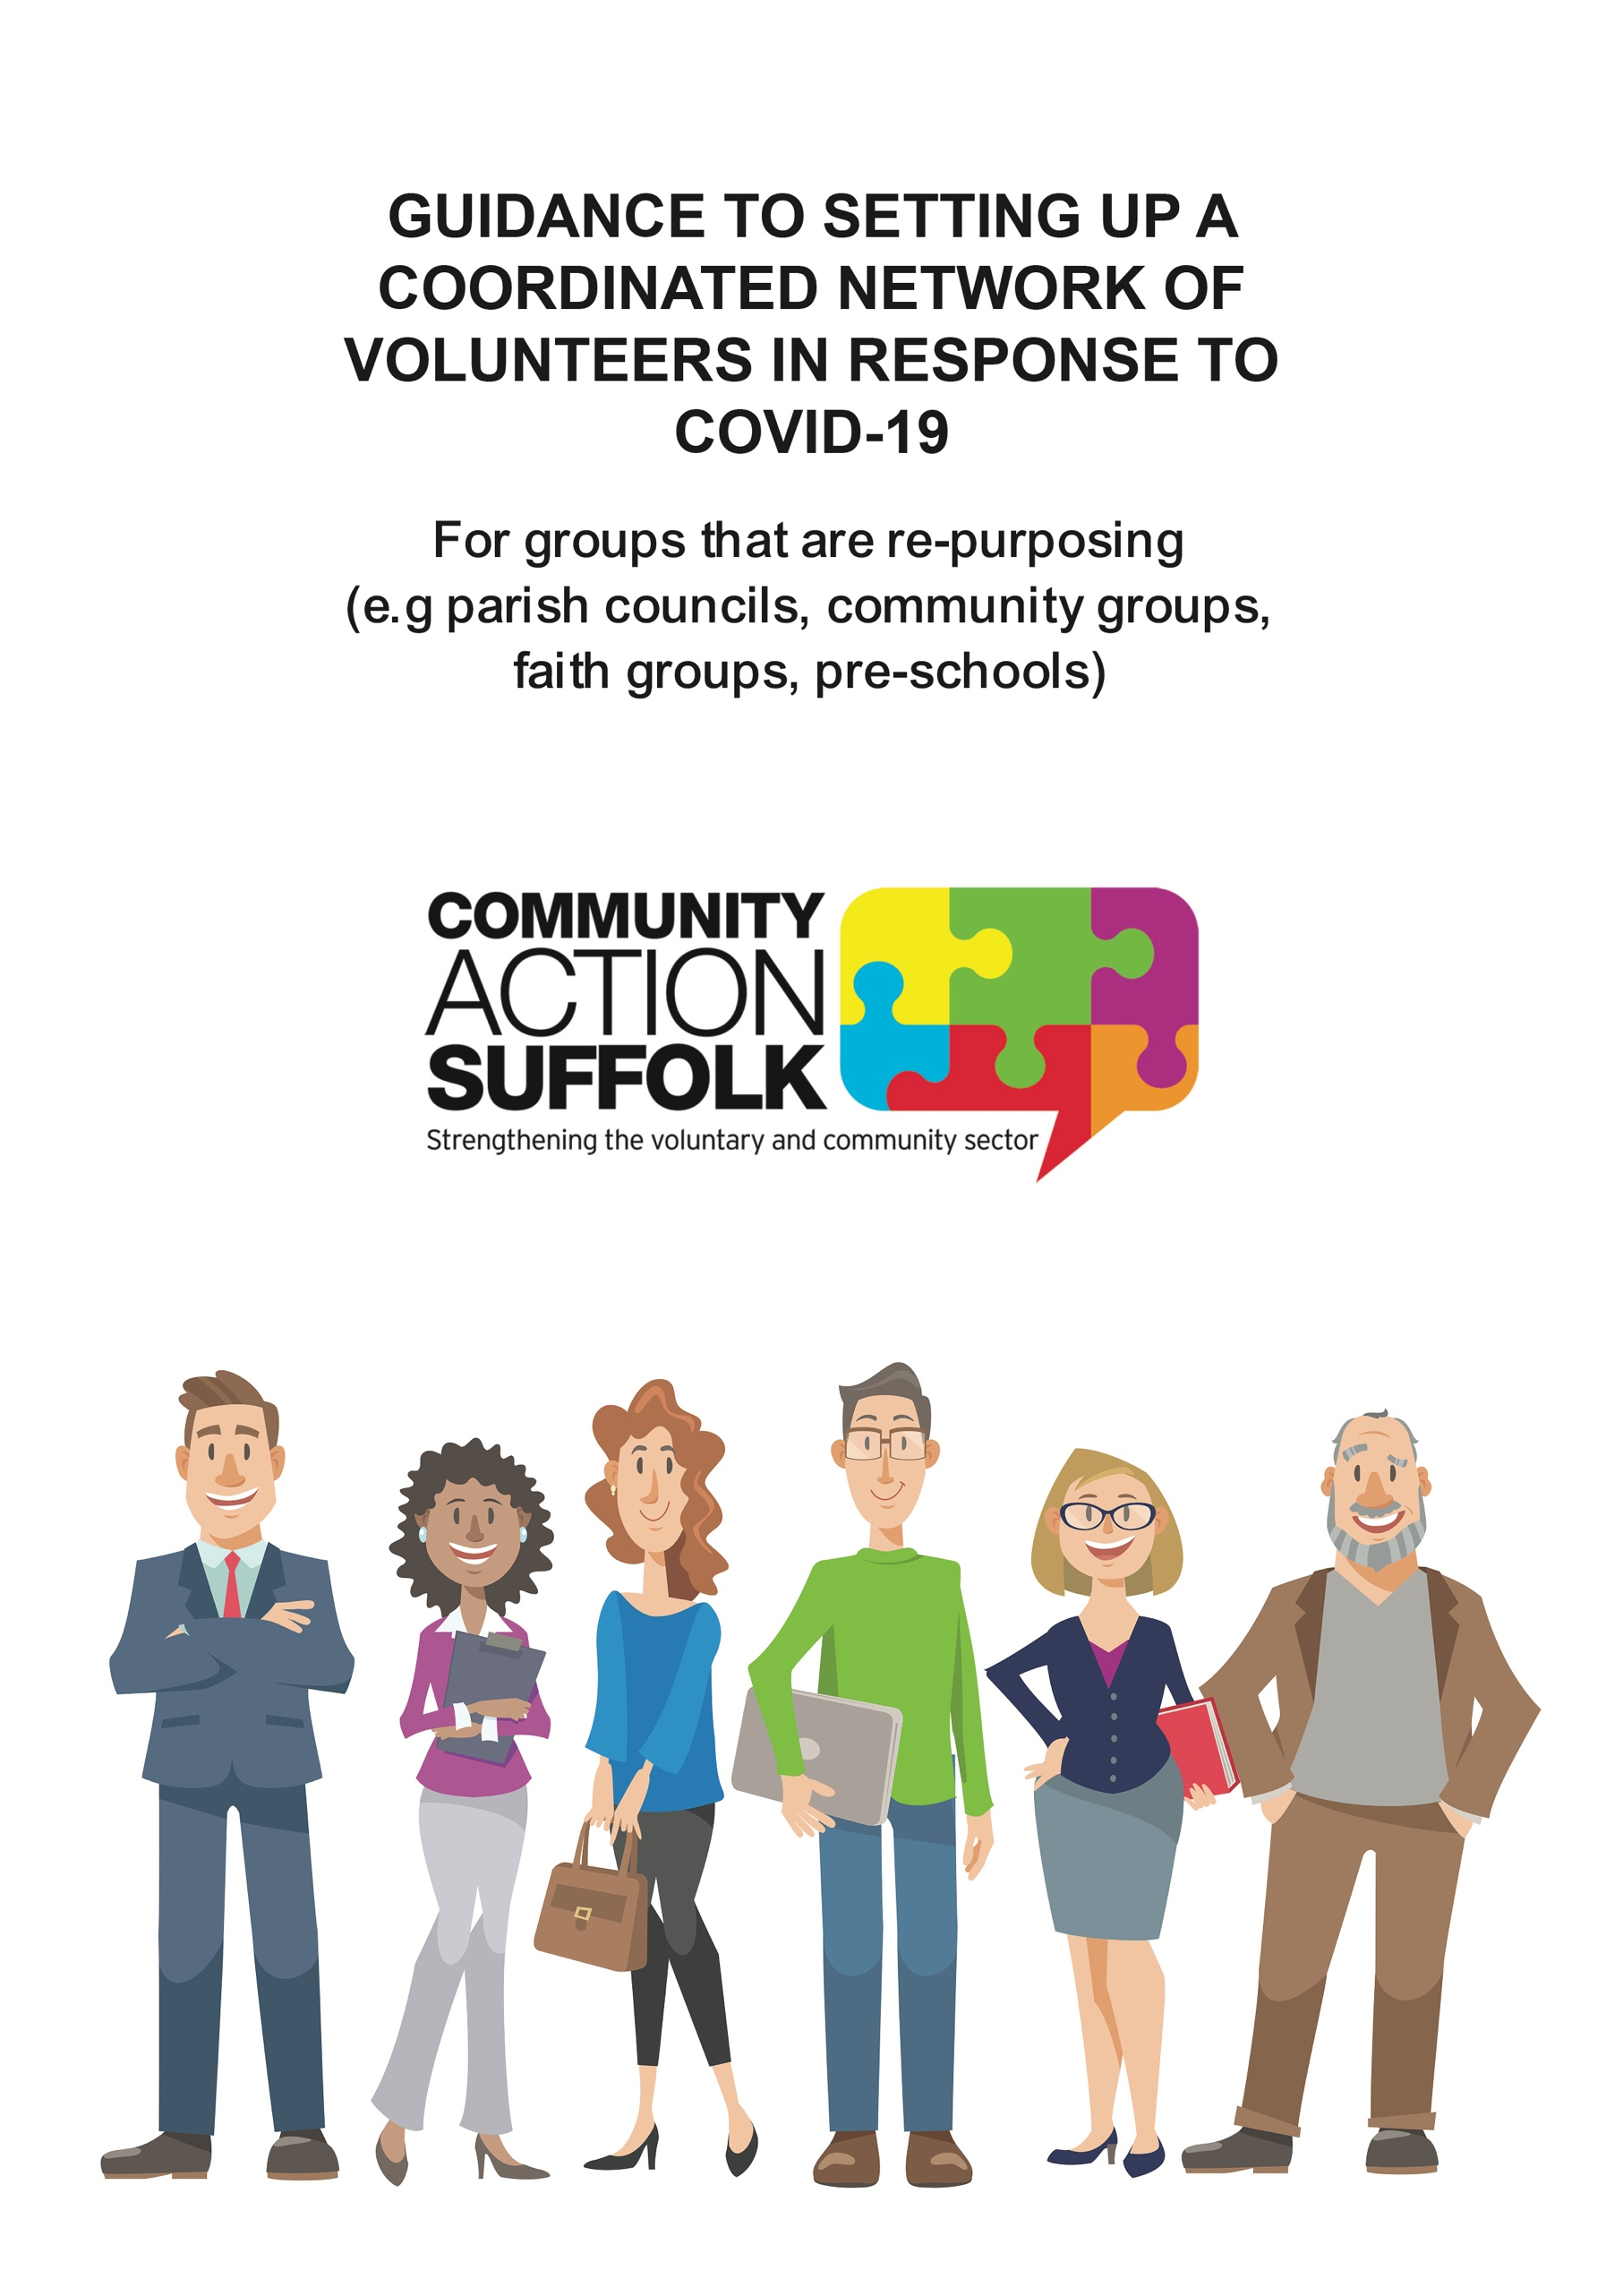 GUIDANCE TO SETTING UP A
COORDINATED NETWORK OF
VOLUNTEERS IN RESPONSE TO
COVID-19
For groups that are re-purposing
(e.g parish councils, community groups,
faith groups, pre-schools)
COMMUNITY
ACTION
SUFFOLK
Strengthening the voluntary and community sector